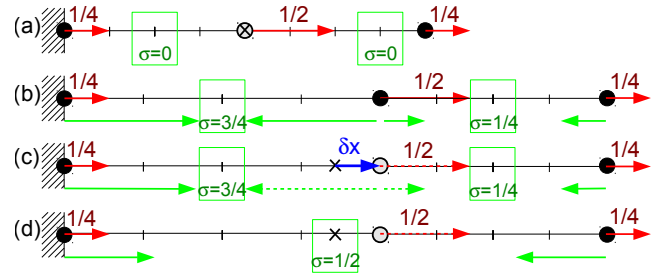 (a) 1/4 σ=0 1/2 σ=0 1/4
(b) 1/4 σ=3/4 1/2 σ=1/4 1/4
(c) 1/4 σ=3/4 δx 1/2 σ=1/4 1/4
(d) 1/4 σ=1/2 1/2 1/4